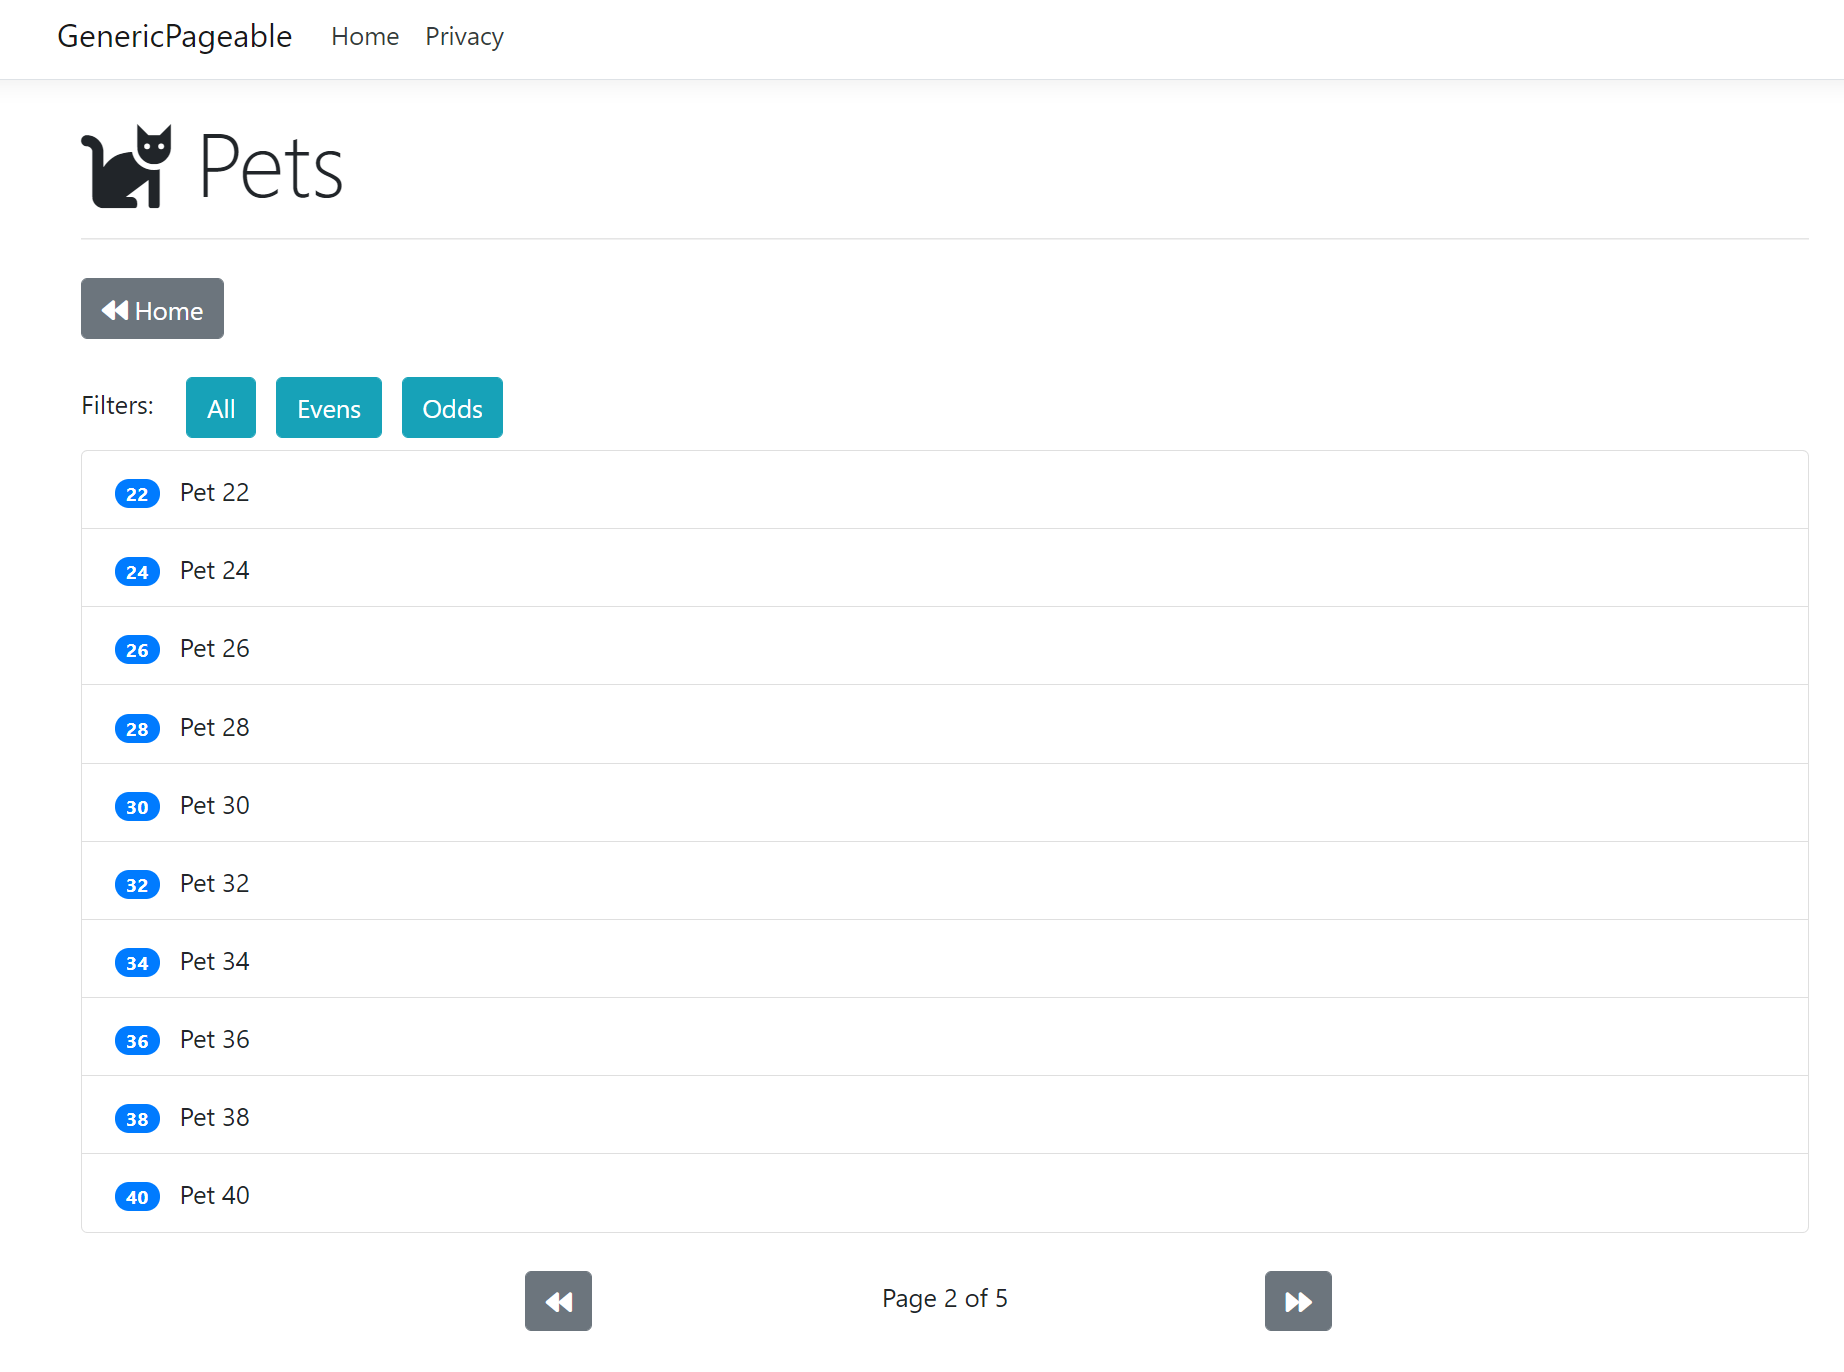 GenericPageable Home Privacy
Pets
Home
Filters: All Evens Odds
22 Pet 22
24 Pet 24
26 Pet 26
28 Pet 28
30 Pet 30
32 Pet 32
34 Pet 34
36 Pet 36
38 Pet 38
40 Pet 40
Page 2 of 5